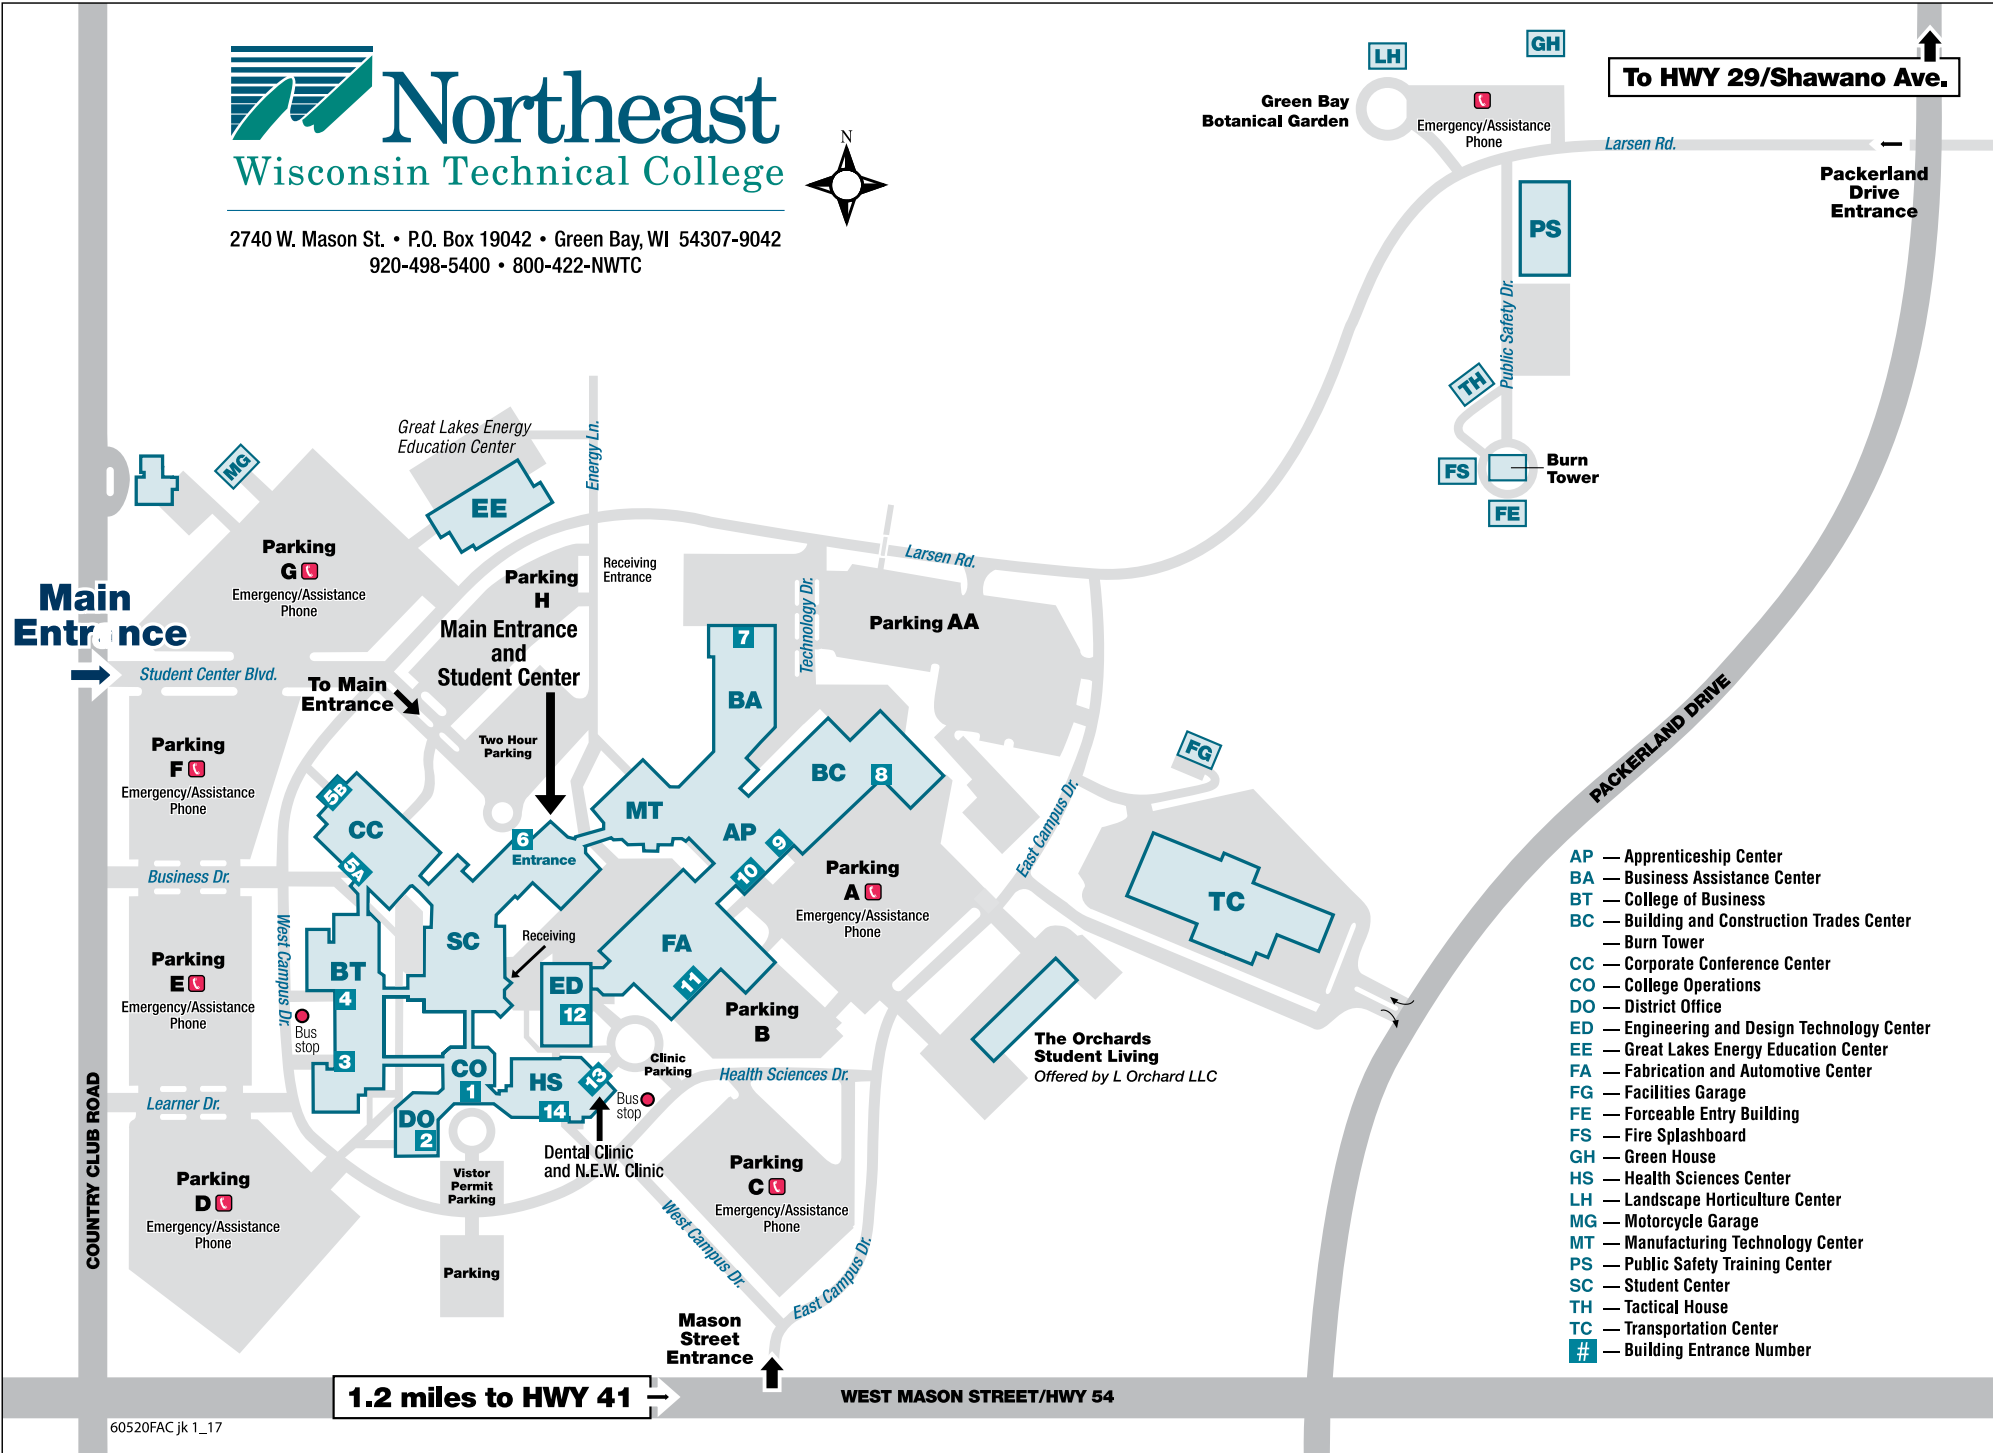 Northeast
Wisconsin Technical College
2740 W. Mason St. • P.O. Box 19042 • Green Bay, WI 54307-9042
920-498-5400 • 800-422-NWTC
N
LH
GH
To HWY 29/Shawano Ave.
Green Bay
Botanical Garden
Emergency/Assistance
Phone
Larsen Rd.
Packerland
Drive
Entrance
PS
Public Safety Dr.
TH
FS
Burn
Tower
FE
Great Lakes Energy
Education Center
Energy Ln.
MG
EE
Parking
G
Emergency/Assistance
Phone
Main
Entrance
Student Center Blvd.
To Main
Entrance
Parking
H
Receiving
Entrance
Main Entrance
and
Student Center
Two Hour
Parking
Larsen Rd.
Technology Dr.
Parking AA
7
BA
Parking
F
Emergency/Assistance
Phone
5B
CC
5A
6
Entrance
MT
AP
BC
8
9
10
FG
PACKERLAND DRIVE
East Campus Dr.
Business Dr.
West Campus Dr.
Parking
A
Emergency/Assistance
Phone
TC
SC
Receiving
FA
11
BT
4
3
ED
12
Parking
E
Emergency/Assistance
Phone
Bus
stop
Parking
B
The Orchards
Student Living
Offered by L Orchard LLC
Clinic
Parking
Health Sciences Dr.
CO
1
HS
13
14
Bus
stop
DO
2
Learner Dr.
COUNTRY CLUB ROAD
Dental Clinic
and N.E.W. Clinic
Vistor
Permit
Parking
Parking
D
Emergency/Assistance
Phone
Parking
C
Emergency/Assistance
Phone
West Campus Dr.
East Campus Dr.
Parking
Mason
Street
Entrance
1.2 miles to HWY 41
WEST MASON STREET/HWY 54
60520FAC jk 1_17
AP — Apprenticeship Center
BA — Business Assistance Center
BT — College of Business
BC — Building and Construction Trades Center
— Burn Tower
CC — Corporate Conference Center
CO — College Operations
DO — District Office
ED — Engineering and Design Technology Center
EE — Great Lakes Energy Education Center
FA — Fabrication and Automotive Center
FG — Facilities Garage
FE — Forceable Entry Building
FS — Fire Splashboard
GH — Green House
HS — Health Sciences Center
LH — Landscape Horticulture Center
MG — Motorcycle Garage
MT — Manufacturing Technology Center
PS — Public Safety Training Center
SC — Student Center
TH — Tactical House
TC — Transportation Center
# — Building Entrance Number